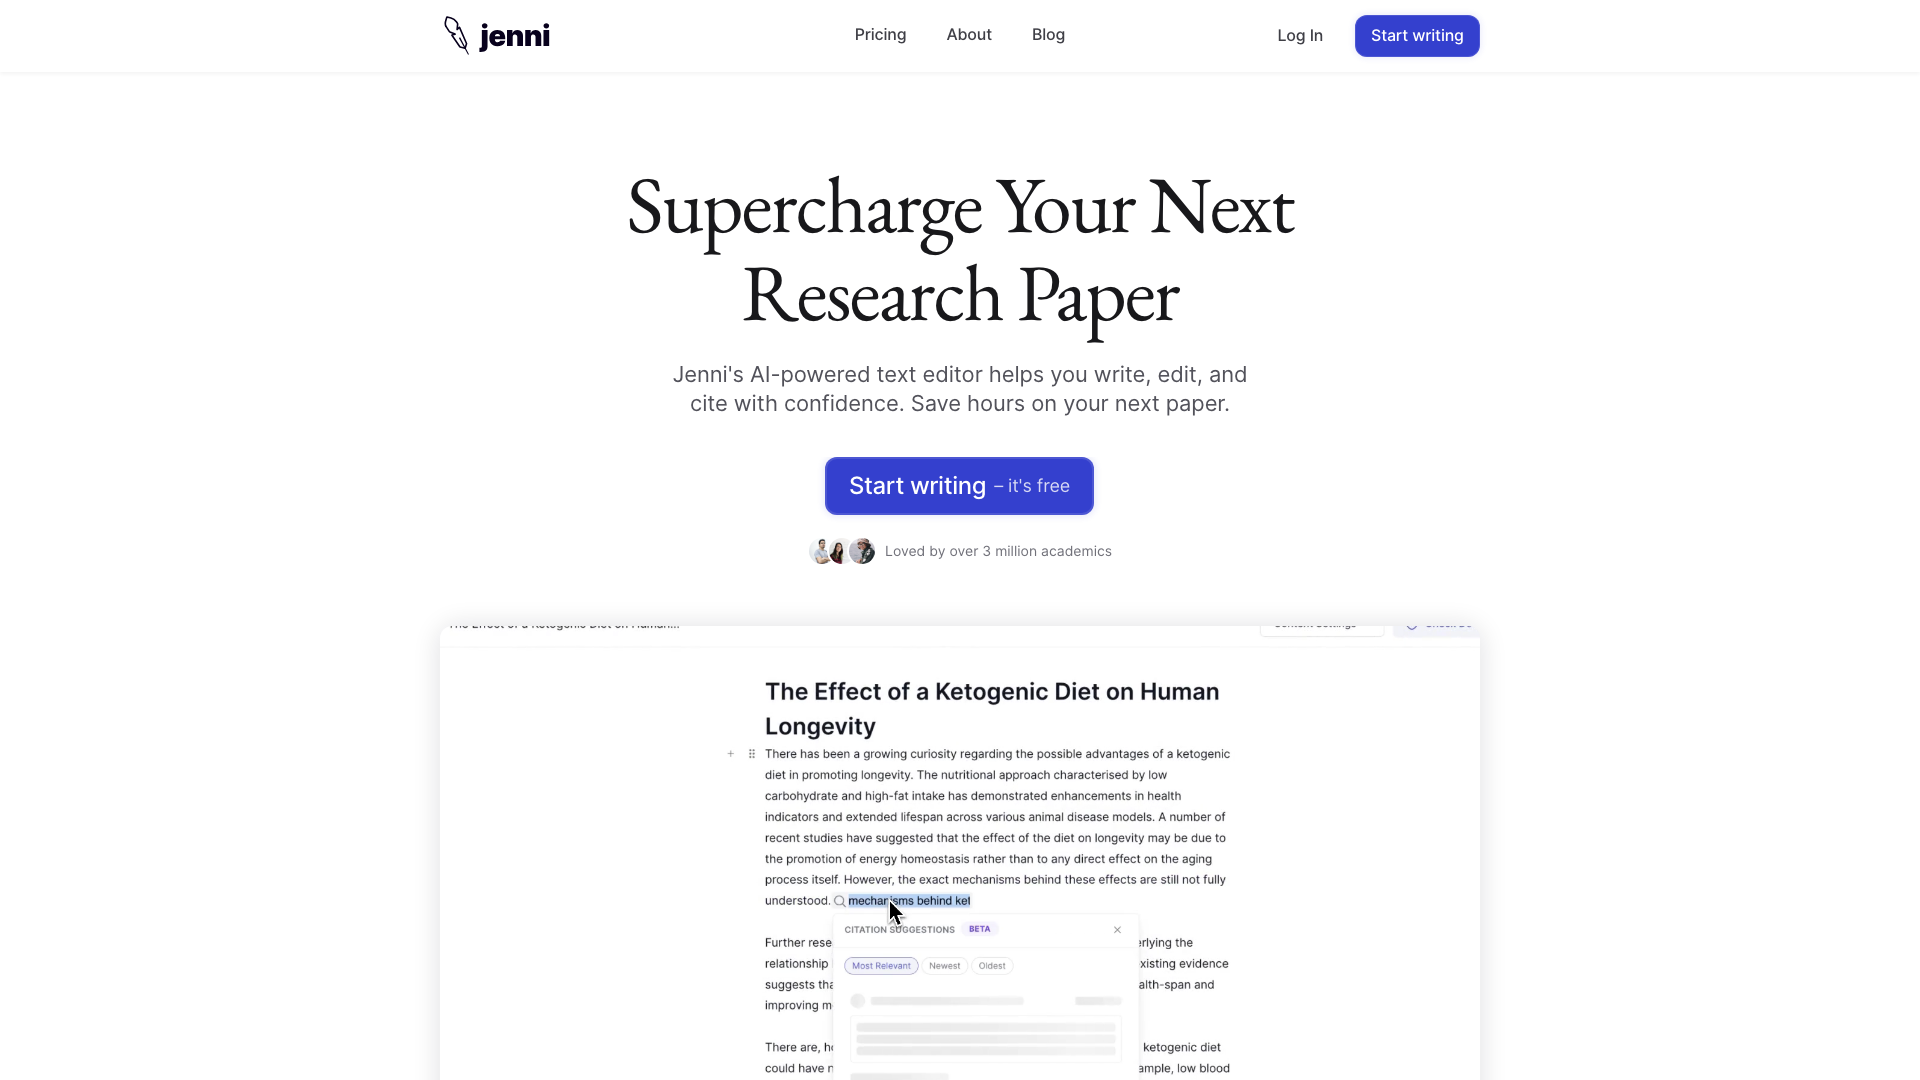 jenni
Pricing
About
Blog
Log In
Start writing
Supercharge Your Next
Research Paper
Jenni's AI-powered text editor helps you write, edit, and
cite with confidence. Save hours on your next paper.
Start writing – it's free
Loved by over 3 million academics
The Effect of a Ketogenic Diet on Human...
Content Settings
The Effect of a Ketogenic Diet on Human
Longevity
There has been a growing curiosity regarding the possible advantages of a ketogenic
diet in promoting longevity. The nutritional approach characterised by low
carbohydrate and high-fat intake has demonstrated enhancements in health
indicators and extended lifespan across various animal disease models. A number of
recent studies have suggested that the effect of the diet on longevity may be due to
the promotion of energy homeostasis rather than to any direct effect on the aging
process itself. However, the exact mechanisms behind these effects are still not fully
understood. mechanisms behind ket
CITATION SUGGESTIONS BETA
Most Relevant
Newest
Oldest
Further rese
erlying the
relationship
xisting evidence
suggests tha
alth-span and
improving m
There are, ho
ketogenic diet
could have n
ample, low blood